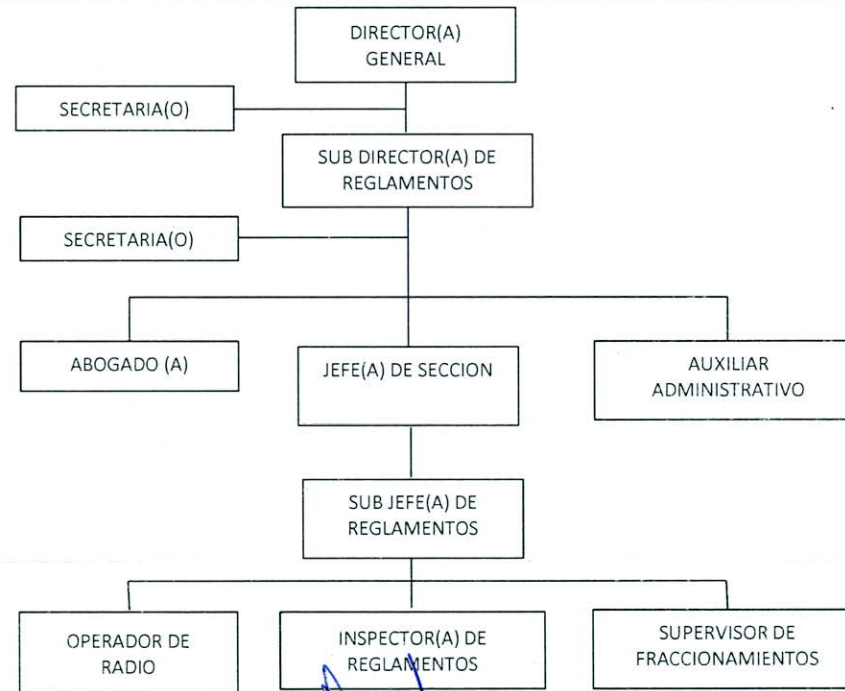 DIRECTOR(A)
GENERAL
SECRETARIA(O)
SUB DIRECTOR(A) DE
REGLAMENTOS
SECRETARIA(O)
ABOGADO (A)
JEFE(A) DE SECCION
AUXILIAR
ADMINISTRATIVO
SUB JEFE(A) DE
REGLAMENTOS
OPERADOR DE
RADIO
INSPECTOR(A) DE
REGLAMENTOS
SUPERVISOR DE
FRACCIONAMIENTOS